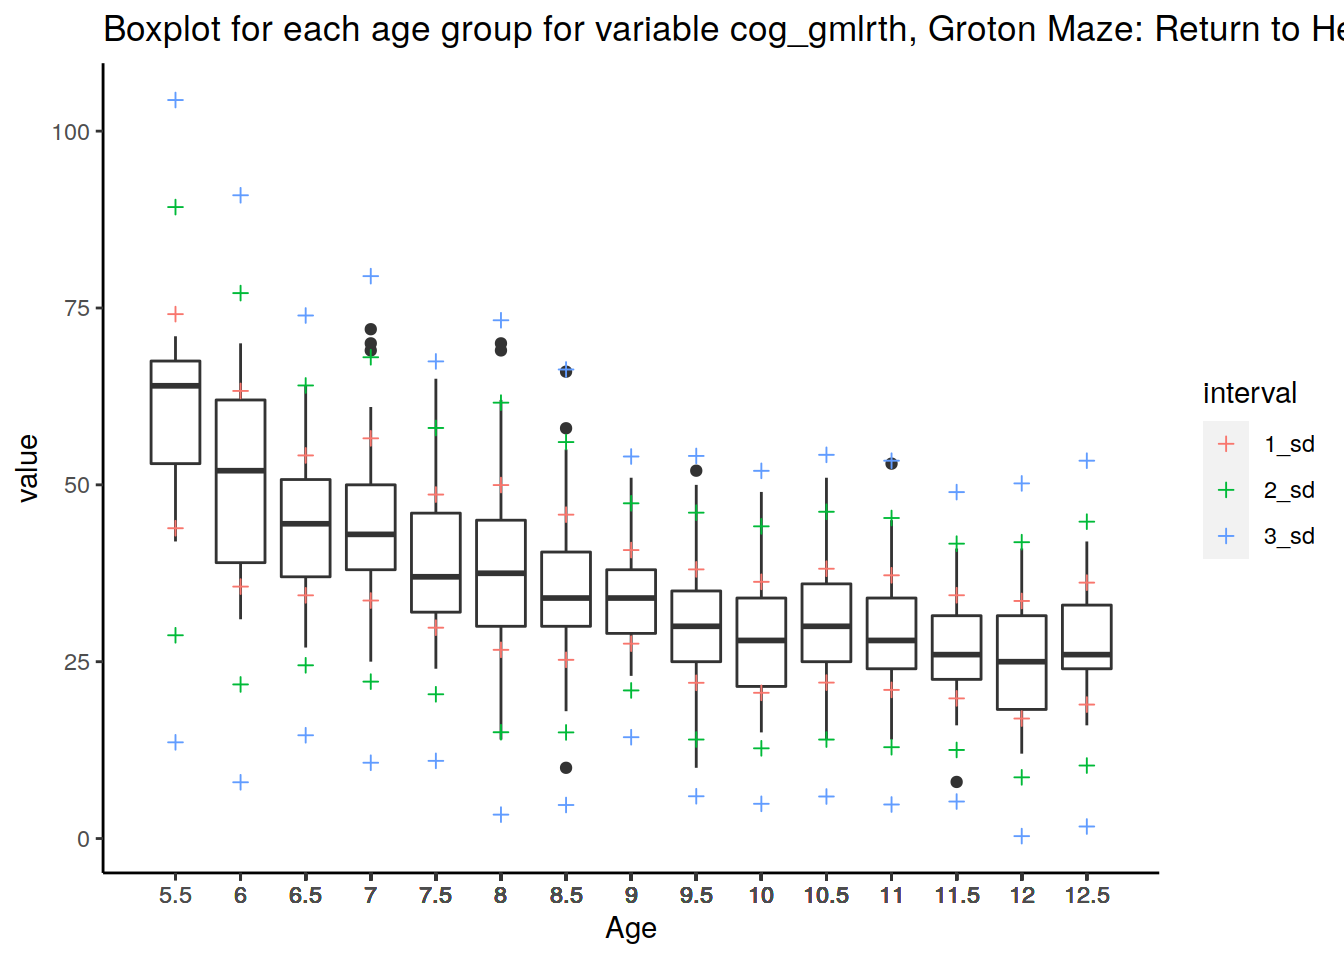 Boxplot for each age group for variable cog_gmlrth, Groton Maze: Return to He
100
75
50
25
0
value
5.5 6 6.5 7 7.5 8 8.5 9 9.5 10 10.5 11 11.5 12 12.5
Age
interval
1_sd
2_sd
3_sd